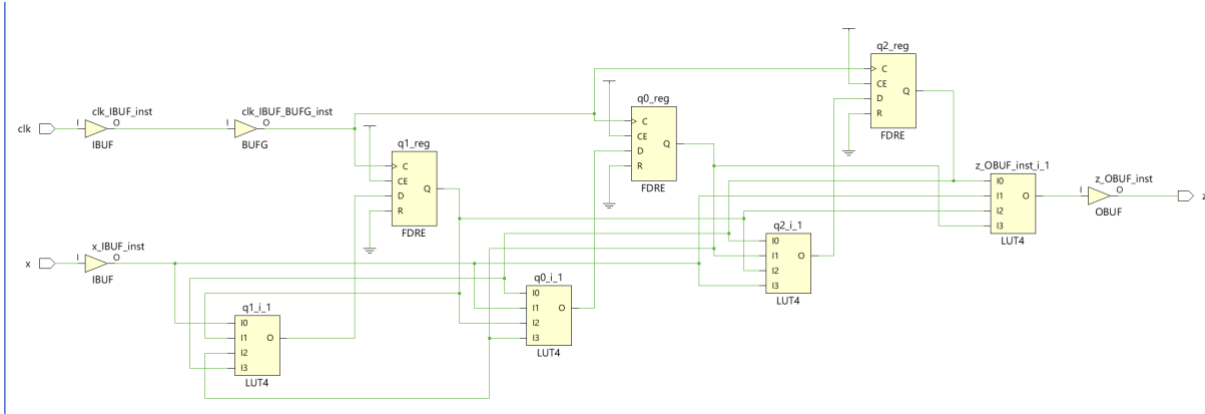 clk
I
clk_IBUF_inst
O
IBUF
I
clk_IBUF_BUFG_inst
O
BUFG
q1_reg
C
CE
D
R
Q
FDRE
q0_reg
C
CE
D
R
Q
FDRE
q2_reg
C
CE
D
R
Q
FDRE
x
I
x_IBUF_inst
O
IBUF
q1_i_1
I0
I1
I2
I3
O
LUT4
q0_i_1
I0
I1
I2
I3
O
LUT4
q2_i_1
I0
I1
I2
I3
O
LUT4
z_OBUF_inst_i_1
I0
I1
I2
I3
O
LUT4
I
z_OBUF_inst
O
OBUF